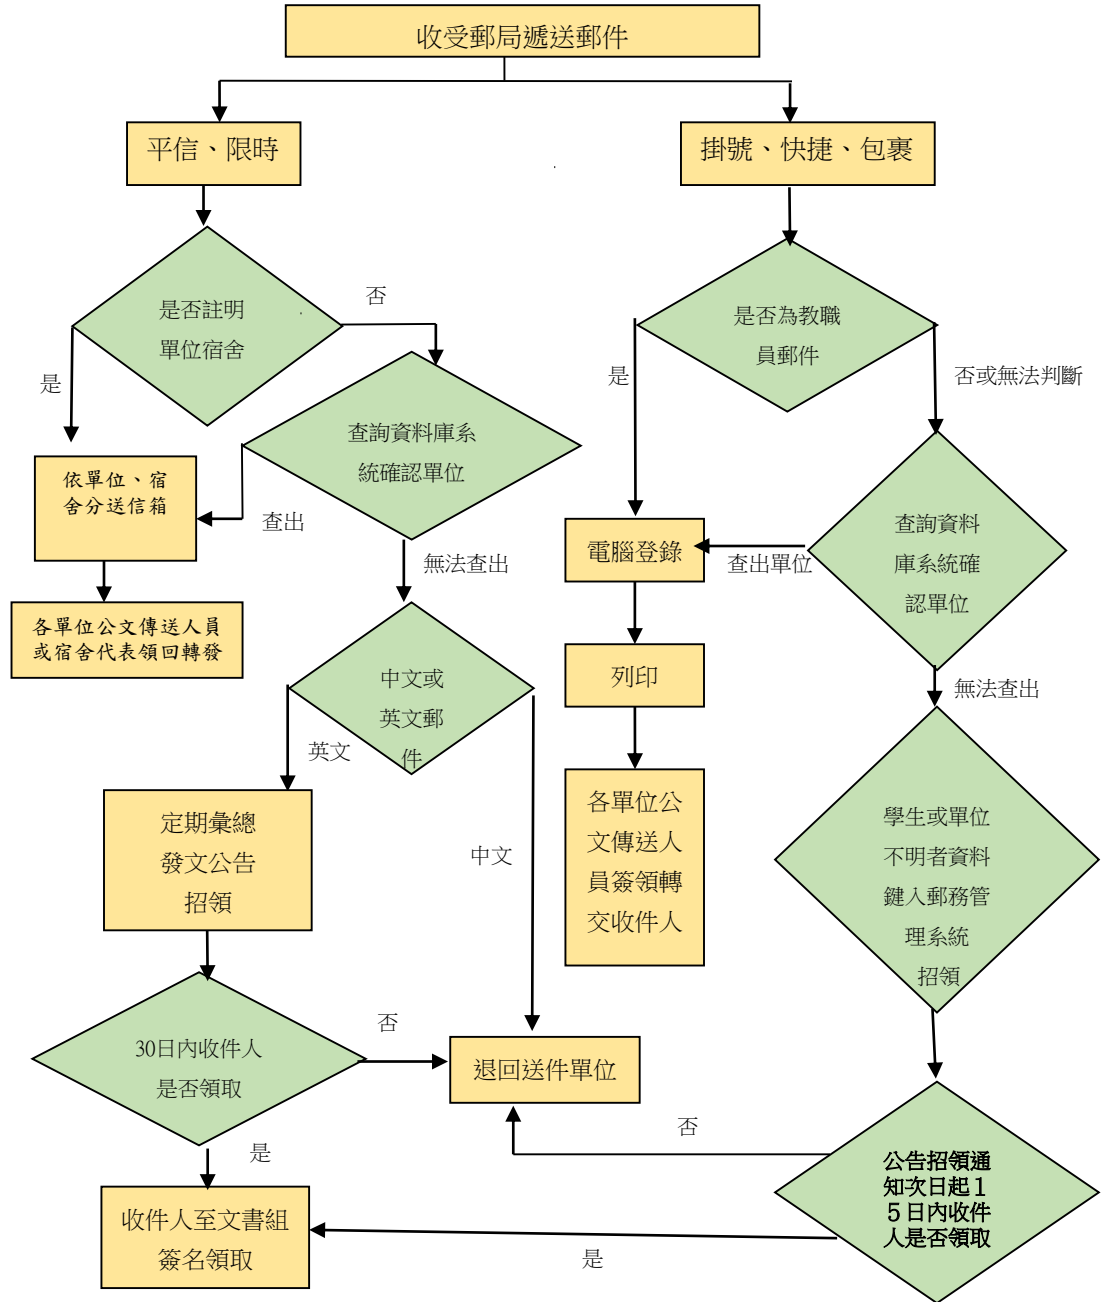 收受郵局遞送郵件
平信、限時
掛號、快捷、包裹
是否註明
單位宿舍
否
是
是否為教職
員郵件
是
否或無法判斷
查詢資料庫系
統確認單位
依單位、宿
舍分送信箱
查出
無法查出
電腦登錄
查出單位
查詢資料
庫系統確
認單位
各單位公文傳送人員
或宿舍代表領回轉發
列印
無法查出
中文或
英文郵
件
英文
中文
定期彙總
發文公告
招領
各單位公
文傳送人
員簽領轉
交收件人
學生或單位
不明者資料
鍵入郵務管
理系統
招領
30日內收件人
是否領取
否
是
退回送件單位
否
公告招領通
知次日起1
5日內收件
人是否領取
收件人至文書組
簽名領取
是